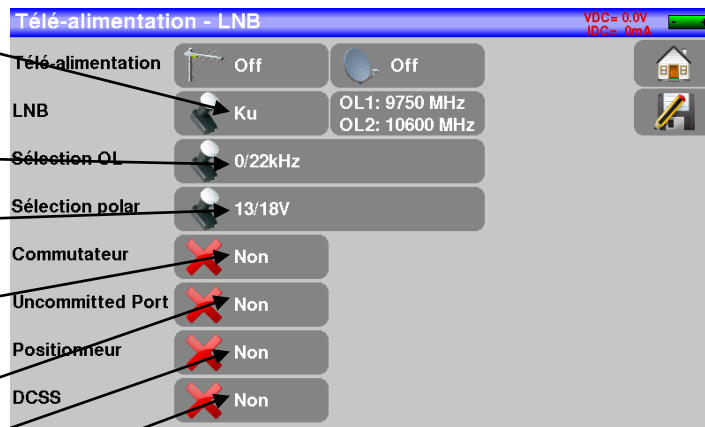 Télé-alimentation - LNB
VDC= 0.0V
IDC= 0mA
Télé-alimentation
Off
Off
LNB
Ku
OL1: 9750 MHz
OL2: 10600 MHz
Sélection OL
0/22kHz
Sélection polar
13/18V
Commutateur
Non
Uncommitted Port
Non
Positionneur
Non
DCSS
Non